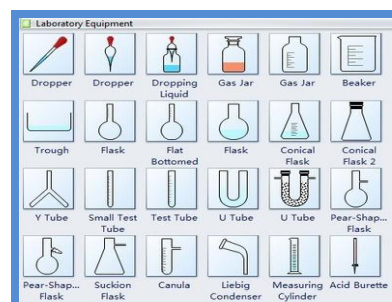 Laboratory Equipment
Dropper Dropper Dropping Liquid Gas Jar Gas Jar Beaker
Trough Flask Flat Bottomed Flask Conical Flask Conical Flask 2
Y Tube Small Test Tube Test Tube U Tube U Tube Pear-Shap... Flask
Pear-Shap... Flask Suckion Flask Canula Liebig Condenser Measuring Cylinder Acid Burette